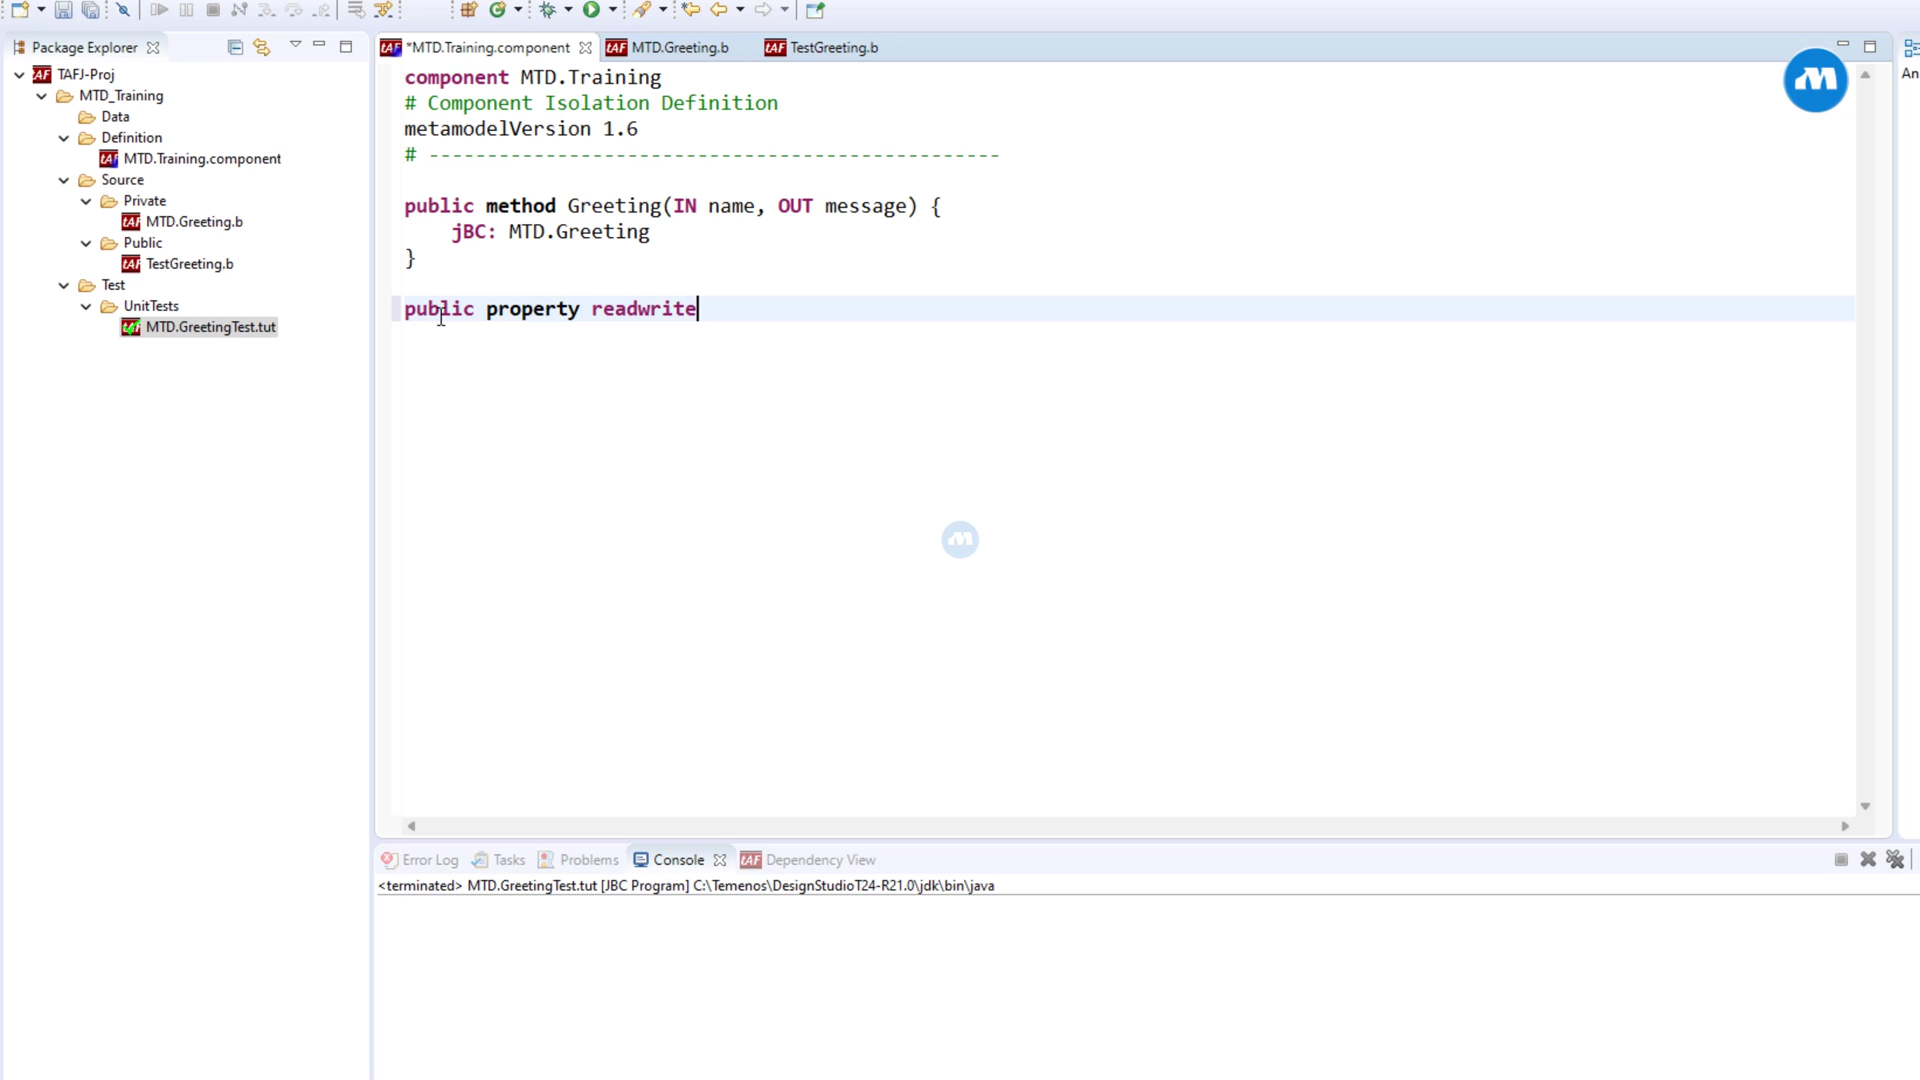 Package Explorer
TAFJ-Proj
MTD_Training
Data
Definition
MTD.Training.component
Source
Private
MTD.Greeting.b
Public
TestGreeting.b
Test
UnitTests
MTD.GreetingTest.tut
*MTD.Training.component
MTD.Greeting.b
TestGreeting.b
component MTD.Training
# Component Isolation Definition
metamodelVersion 1.6
# -------------------------------------------------
public method Greeting(IN name, OUT message) {
jBC: MTD.Greeting
}
public property readwrite
An
Error Log
Tasks
Problems
Console
Dependency View
<terminated> MTD.GreetingTest.tut [JBC Program] C:\Temenos\DesignStudioT24-R21.0\jdk\bin\java